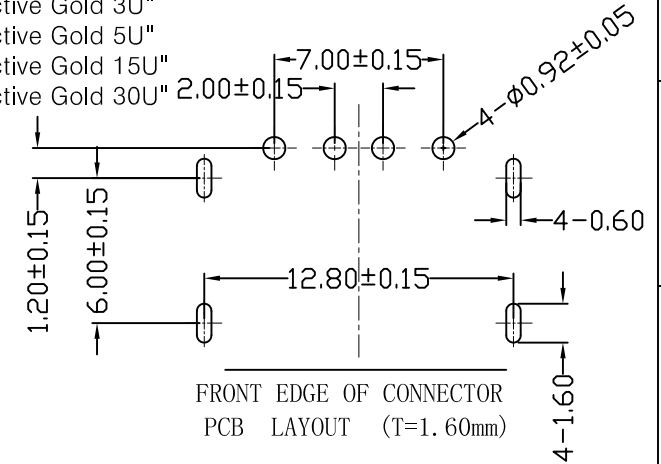 ctive Gold 3U"
ctive Gold 5U"
ctive Gold 15U"
ctive Gold 30U"
7.00±0.15
2.00±0.15
4-Ø0.92±0.05
1.20±0.15
6.00±0.15
4-0.60
12.80±0.15
4-1.60
FRONT EDGE OF CONNECTOR
PCB LAYOUT (T=1.60mm)